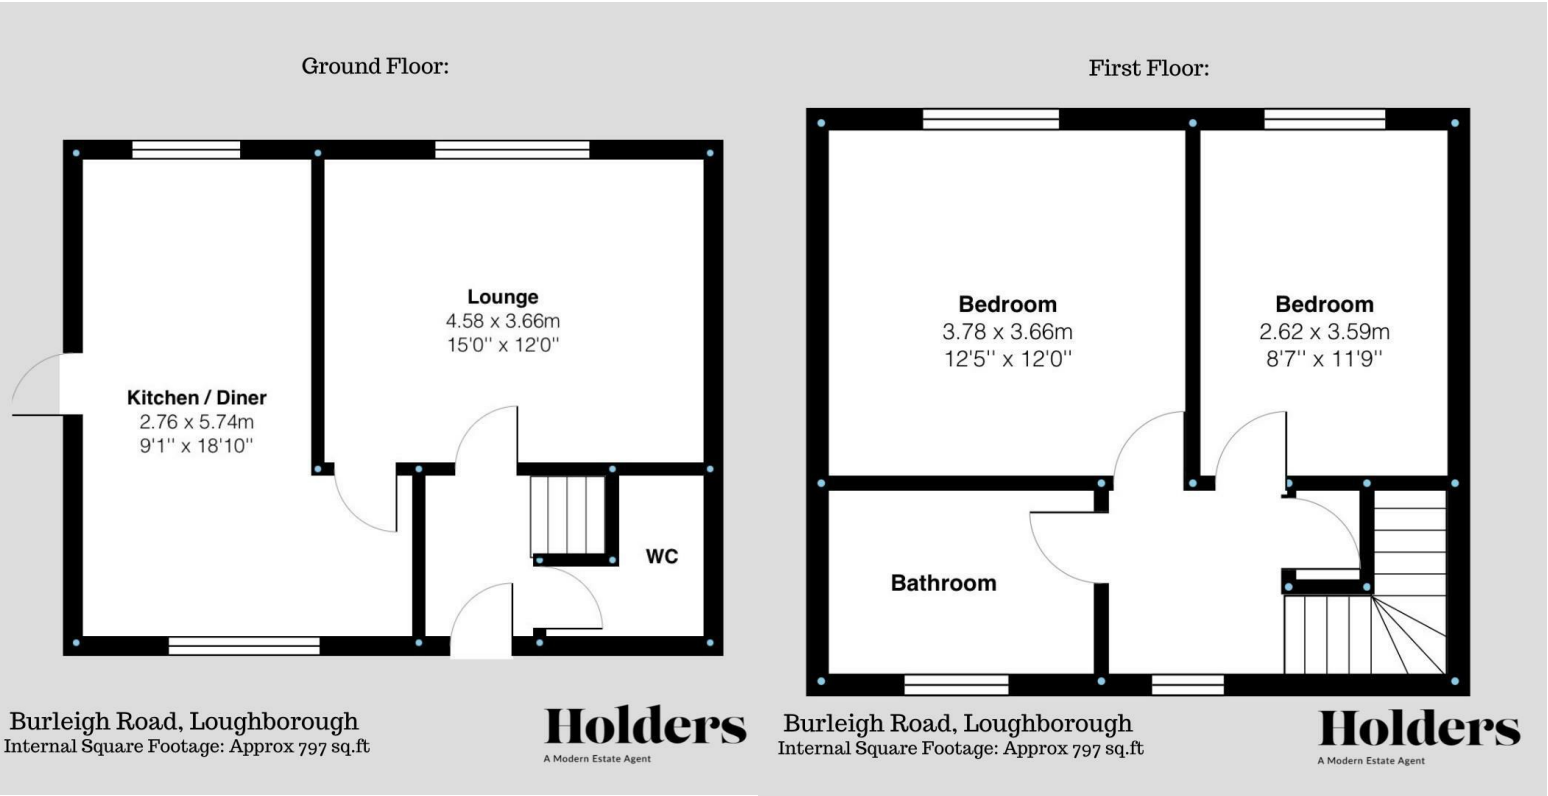 Ground Floor:
Kitchen / Diner
2.76 x 5.74m
9'1'' x 18'10''
Lounge
4.58 x 3.66m
15'0'' x 12'0''
WC
Burleigh Road, Loughborough
Internal Square Footage: Approx 797 sq.ft
Holders
A Modern Estate Agent
First Floor:
Bedroom
3.78 x 3.66m
12'5'' x 12'0''
Bedroom
2.62 x 3.59m
8'7'' x 11'9''
Bathroom
Burleigh Road, Loughborough
Internal Square Footage: Approx 797 sq.ft
Holders
A Modern Estate Agent